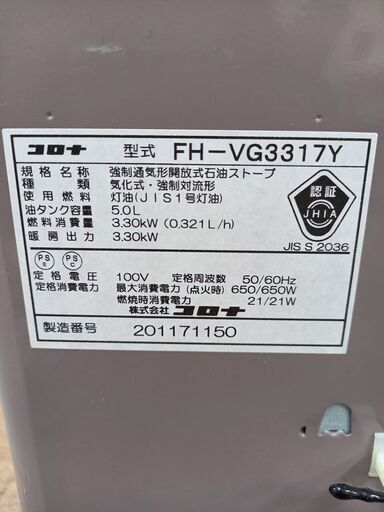 コロナ 型式 FH-VG3317Y
規格名称 強制通気形開放式石油ストーブ
種類 気化式・強制対流形
使用燃料 灯油(JIS1号灯油)
油タンク容量 5.0L
燃料消費量 3.30kW (0.321L/h)
暖房出力 3.30kW
認証
JHIA
JIS S 2036
PS E
PS C
定格電圧 100V 定格周波数 50/60Hz
定格消費電力 最大消費電力(点火時) 650/650W
燃焼時消費電力 21/21W
株式会社 コロナ
製造番号 201171150